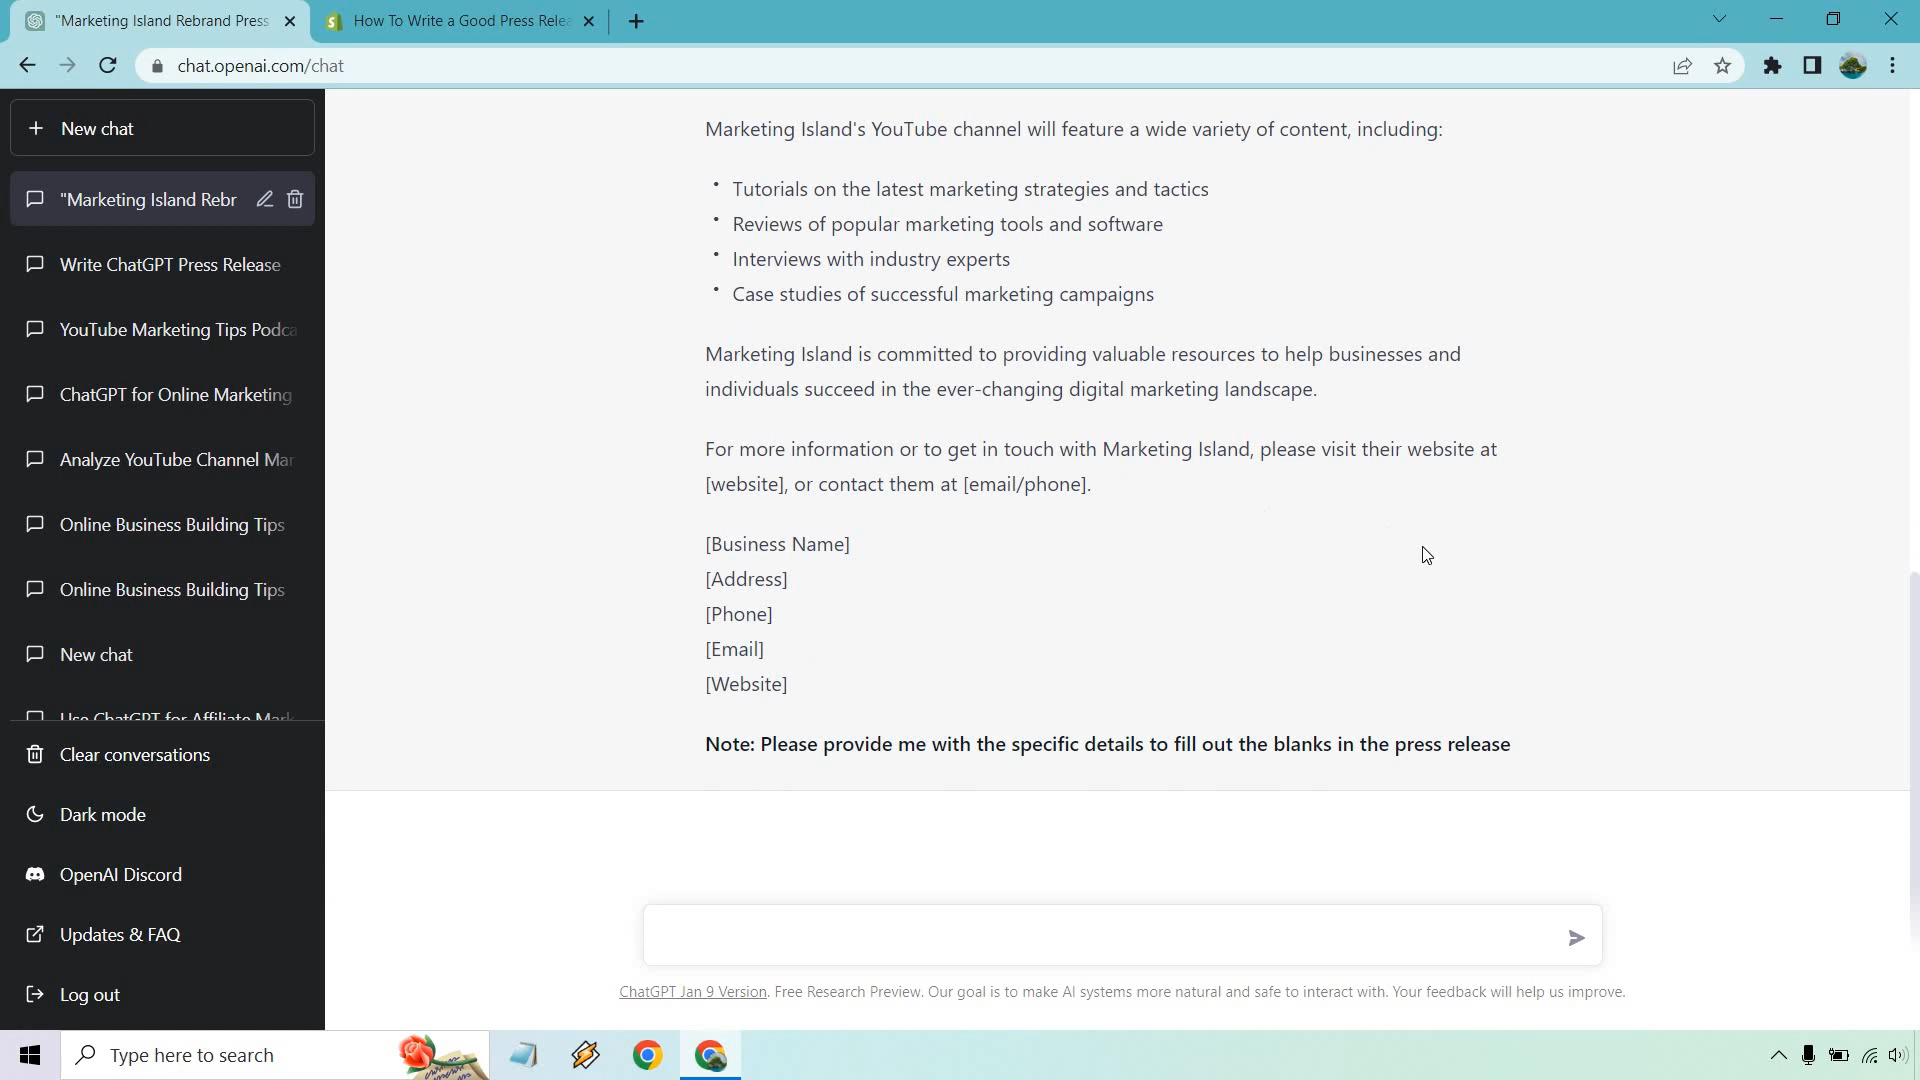 "Marketing Island Rebrand Press
How To Write a Good Press Relea
chat.openai.com/chat
New chat
"Marketing Island Rebr
Write ChatGPT Press Release
YouTube Marketing Tips Podca
ChatGPT for Online Marketing
Analyze YouTube Channel Mar
Online Business Building Tips
Online Business Building Tips
New chat
Use ChatGPT for Affiliate Mark
Clear conversations
Dark mode
OpenAI Discord
Updates & FAQ
Log out
Marketing Island's YouTube channel will feature a wide variety of content, including:
• Tutorials on the latest marketing strategies and tactics
• Reviews of popular marketing tools and software
• Interviews with industry experts
• Case studies of successful marketing campaigns
Marketing Island is committed to providing valuable resources to help businesses and
individuals succeed in the ever-changing digital marketing landscape.
For more information or to get in touch with Marketing Island, please visit their website at
[website], or contact them at [email/phone].
[Business Name]
[Address]
[Phone]
[Email]
[Website]
Note: Please provide me with the specific details to fill out the blanks in the press release
ChatGPT Jan 9 Version. Free Research Preview. Our goal is to make AI systems more natural and safe to interact with. Your feedback will help us improve.
Type here to search